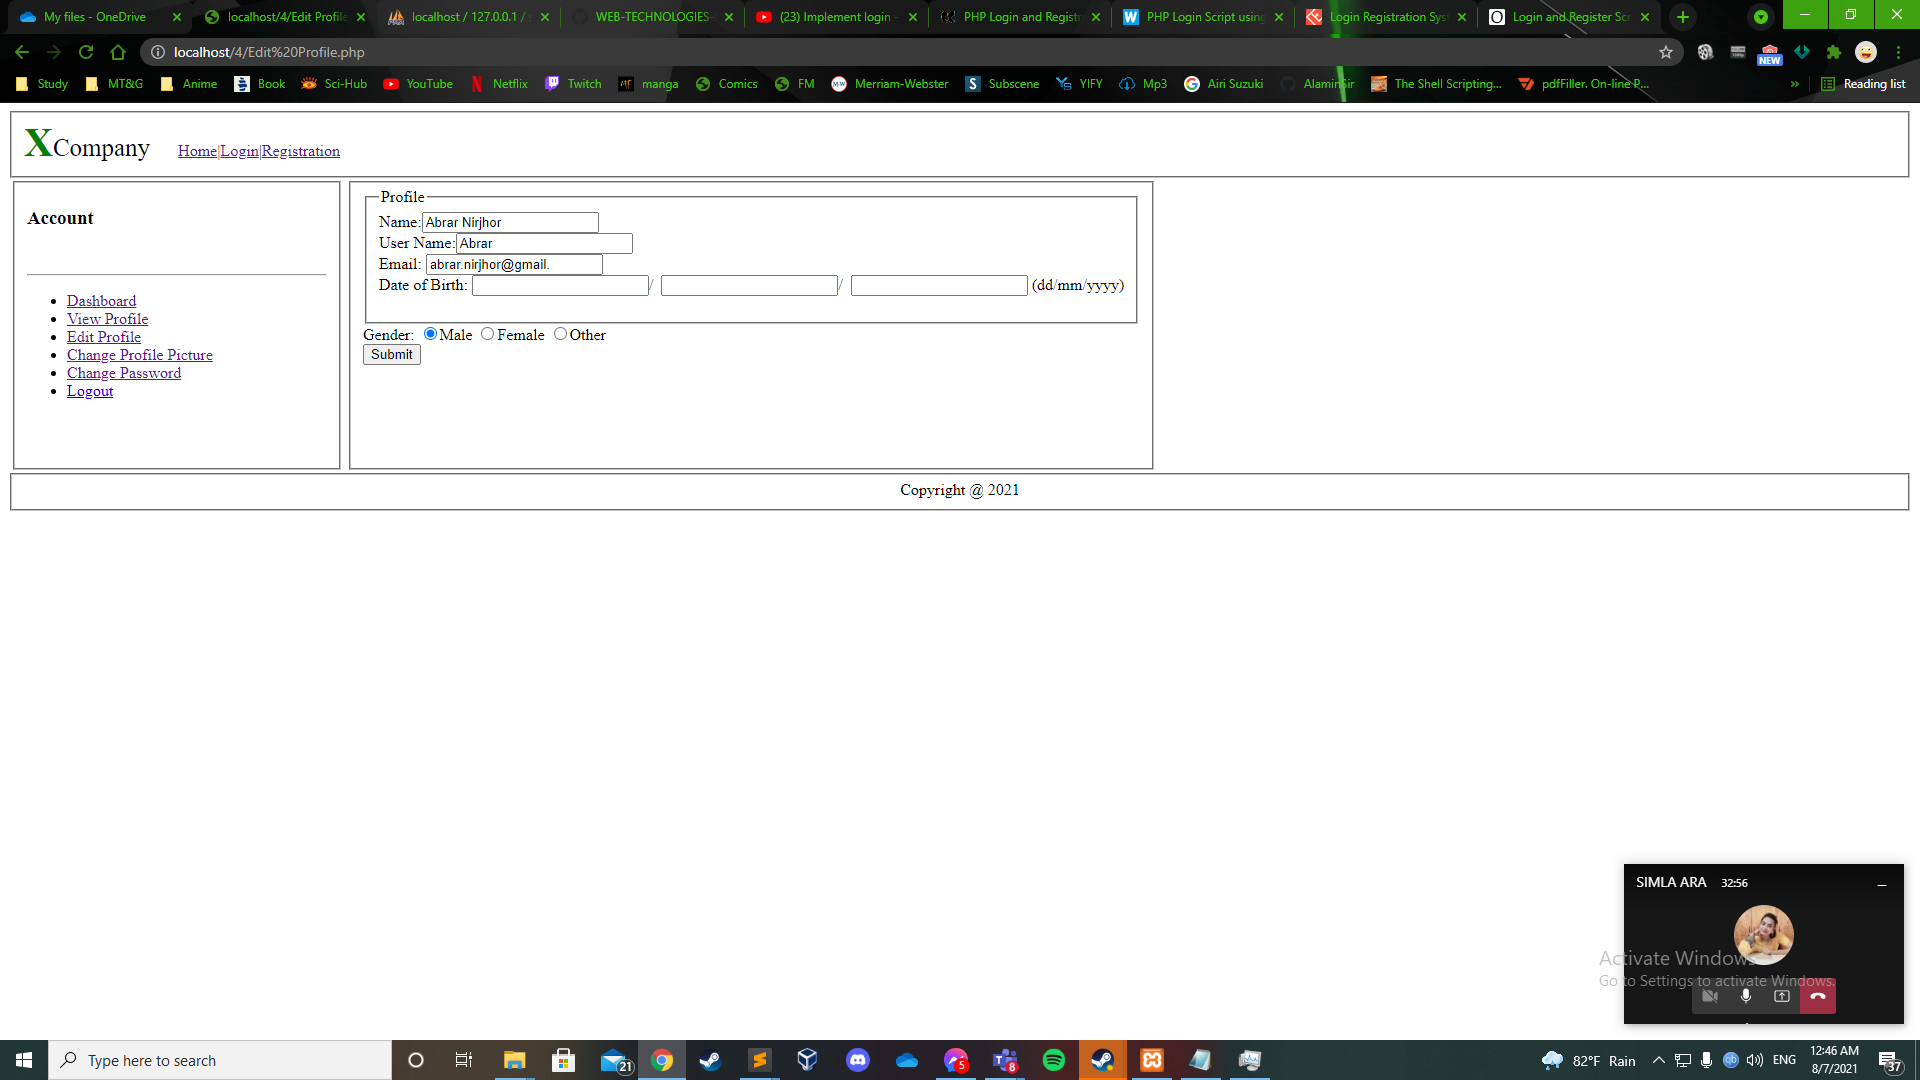 My files - OneDrive
localhost/4/Edit Profile
localhost / 127.0.0.1 /
WEB-TECHNOLOGIES-
(23) Implement login -
PHP Login and Registr
PHP Login Script using
Login Registration Sys
Login and Register Scr
localhost/4/Edit%20Profile.php
NEW
Study
MT&G
Anime
Book
Sci-Hub
YouTube
Netflix
Twitch
manga
Comics
FM
Merriam-Webster
Subscene
YIFY
Mp3
Airi Suzuki
AlaminSir
The Shell Scripting...
pdfFiller. On-line P...
»
Reading list
XCompany Home|Login|Registration
Account
Dashboard
View Profile
Edit Profile
Change Profile Picture
Change Password
Logout
Profile
Name: Abrar Nirjhor
User Name: Abrar
Email: abrar.nirjhor@gmail.
Date of Birth: / / (dd/mm/yyyy)
Gender: Male Female Other
Submit
Copyright @ 2021
SIMLA ARA 32:56
Activate Windows
Go to Settings to activate Windows.
Type here to search
21
5
8
82°F Rain
ENG
12:46 AM
8/7/2021
37